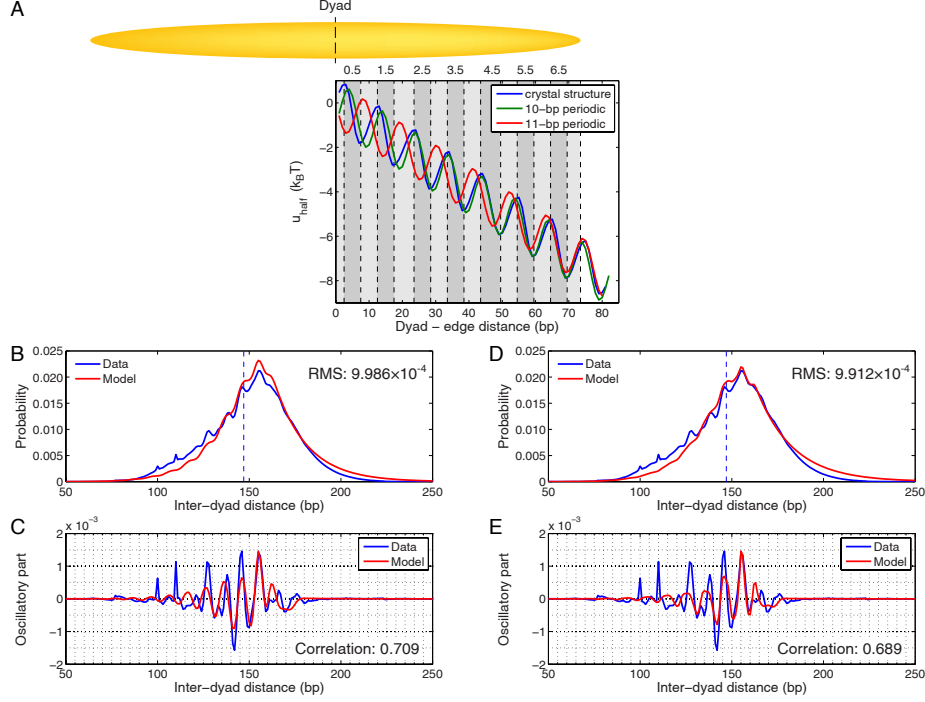 A
Dyad
0.5 1.5 2.5 3.5 4.5 5.5 6.5
crystal structure
10−bp periodic
11−bp periodic
0
−2
−4
−6
−8
u_half (k_BT)
0 10 20 30 40 50 60 70 80
Dyad − edge distance (bp)
B
Data
Model
RMS: 9.986×10^-4
0.025
0.020
0.015
0.010
0.005
0
Probability
50 100 150 200 250
Inter−dyad distance (bp)
C
× 10^−3
Data
Model
2
1
0
−1
−2
Oscillatory part
Correlation: 0.709
50 100 150 200 250
Inter−dyad distance (bp)
D
Data
Model
RMS: 9.912×10^-4
0.025
0.020
0.015
0.010
0.005
0
Probability
50 100 150 200 250
Inter−dyad distance (bp)
E
× 10^−3
Data
Model
2
1
0
−1
−2
Oscillatory part
Correlation: 0.689
50 100 150 200 250
Inter−dyad distance (bp)